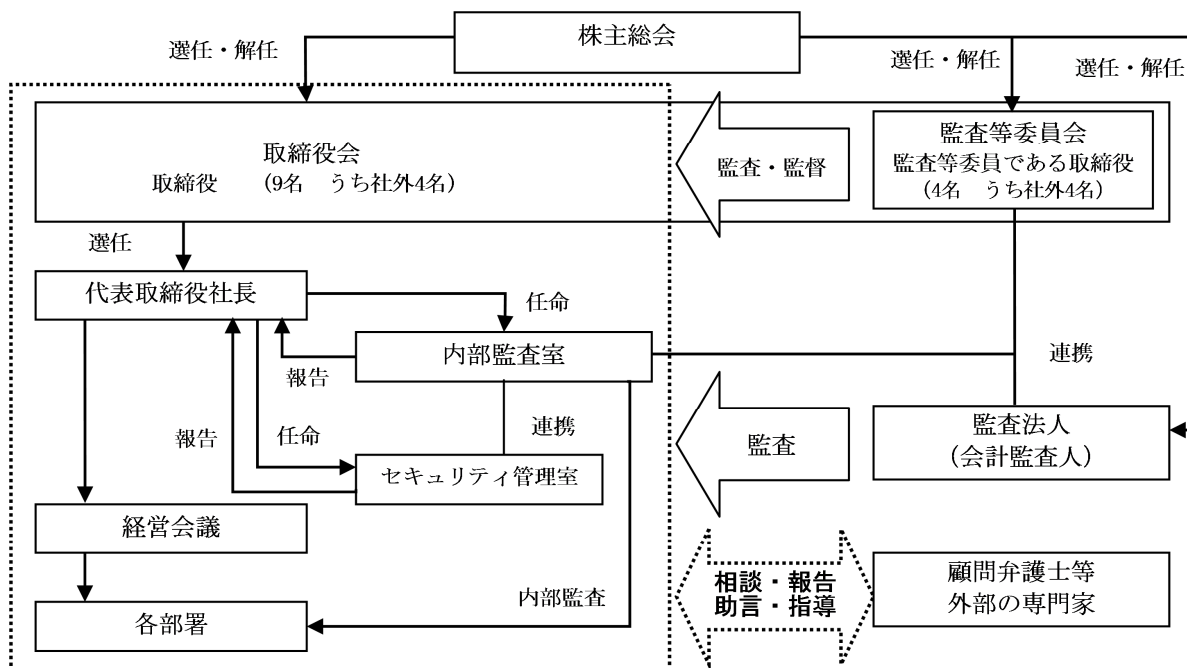 株主総会
選任・解任
選任・解任
選任・解任
取締役会
取締役　（9名　うち社外4名）
監査・監督
監査等委員会
監査等委員である取締役
（4名　うち社外4名）
選任
代表取締役社長
任命
内部監査室
報告
連携
報告
任命
連携
セキュリティ管理室
監査
監査法人
（会計監査人）
経営会議
内部監査
各部署
相談・報告
助言・指導
顧問弁護士等
外部の専門家